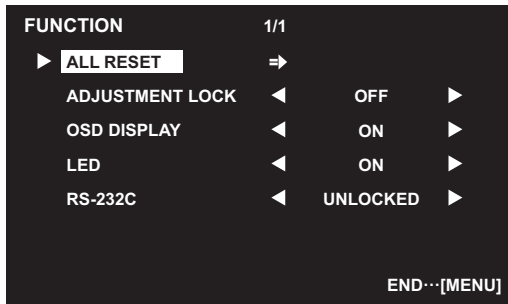 FUNCTION 1/1
ALL RESET
ADJUSTMENT LOCK OFF
OSD DISPLAY ON
LED ON
RS-232C UNLOCKED
END···[MENU]